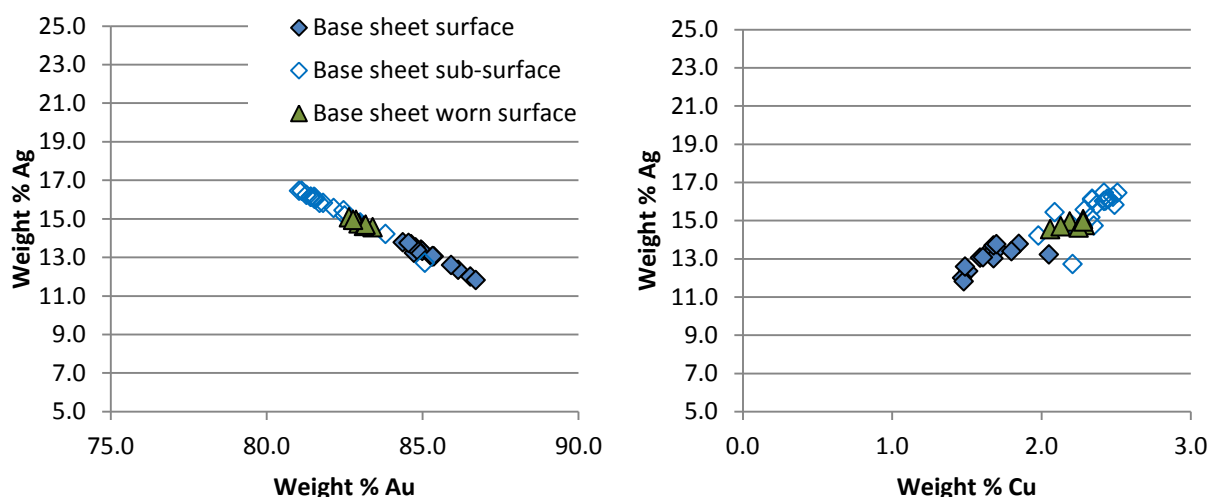 25.0
23.0
21.0
19.0
17.0
15.0
13.0
11.0
9.0
7.0
5.0
Weight % Ag
Base sheet surface
Base sheet sub-surface
Base sheet worn surface
75.0 80.0 85.0 90.0
Weight % Au
25.0
23.0
21.0
19.0
17.0
15.0
13.0
11.0
9.0
7.0
5.0
Weight % Ag
0.0 1.0 2.0 3.0
Weight % Cu